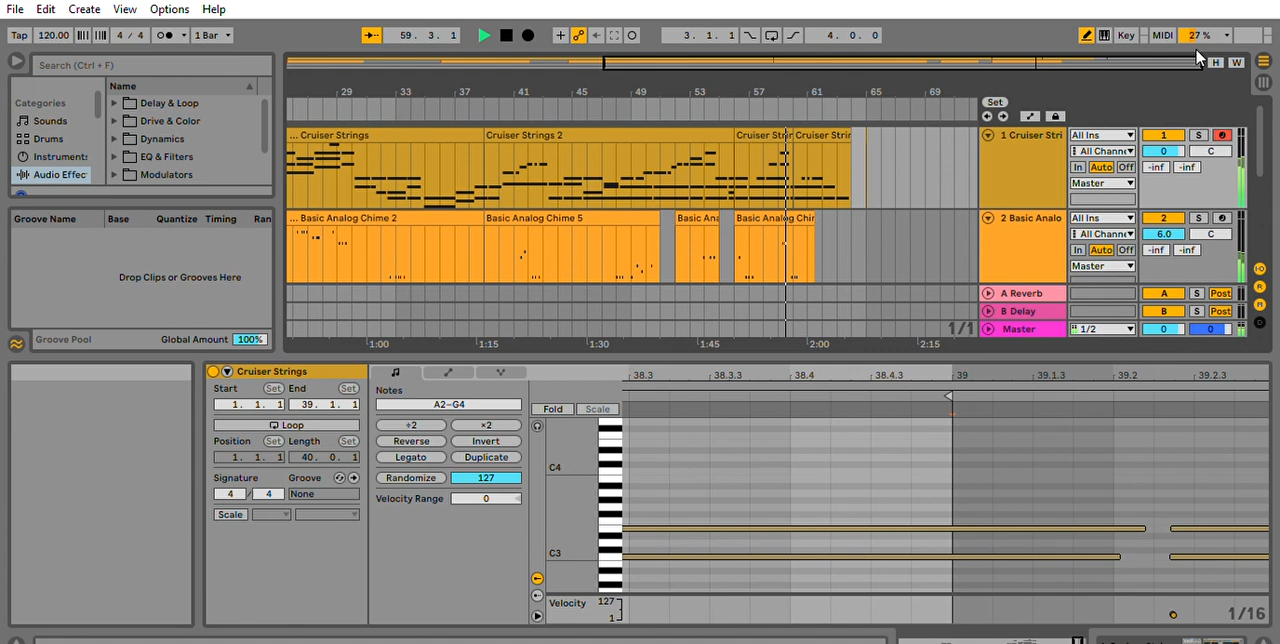 File Edit Create View Options Help
Tap 120.00 4 / 4 1 Bar 59. 3. 1 3. 1. 1 4. 0. 0 Key MIDI 27 %
Search (Ctrl + F) H W
Categories Name
Sounds Delay & Loop
Drums Drive & Color
Instruments Dynamics
Audio Effec EQ & Filters
Modulators
29 33 37 41 45 49 53 57 61 65 69 Set
... Cruiser Strings Cruiser Strings 2 Cruiser Strin Cruiser Strin 1 Cruiser Stri All Ins 1 S
All Channe 0 C
In Auto Off -inf -inf
Master
Groove Name Base Quantize Timing Ran
... Basic Analog Chime 2 Basic Analog Chime 5 Basic Ana Basic Analog Chir 2 Basic Analo All Ins 2 S
All Channe 6.0 C
In Auto Off -inf -inf
Master
Drop Clips or Grooves Here
A Reverb A S Post
B Delay B S Post
1/1 Master 1/2 0 0
Groove Pool Global Amount 100%
1:00 1:15 1:30 1:45 2:00 2:15
Cruiser Strings
Start Set End Set
1. 1. 1 39. 1. 1
Loop
Position Set Length Set
1. 1. 1 40. 0. 1
Signature Groove
4 / 4 None
Scale
Notes
A2-G4
÷2 ×2
Reverse Invert
Legato Duplicate
Randomize 127
Velocity Range 0
38.3 38.3.3 38.4 38.4.3 39 39.1.3 39.2 39.2.3
Fold Scale
C4
C3
Velocity 127
1
1/16